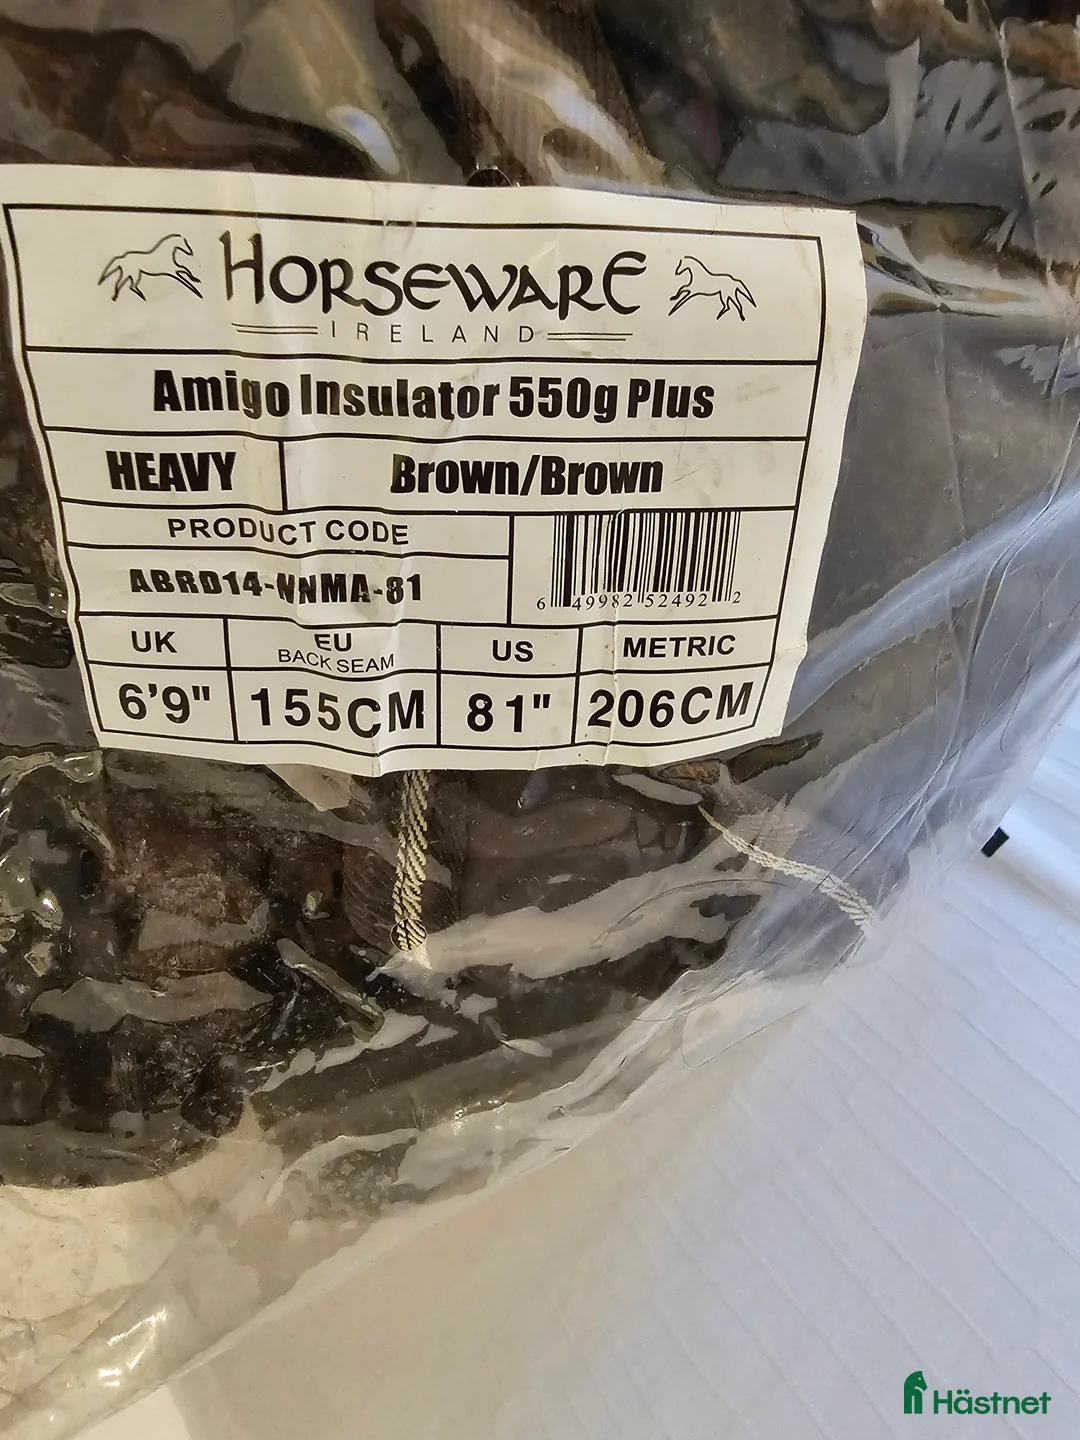 HORSEWARE
IRELAND
Amigo Insulator 550g Plus
HEAVY Brown/Brown
PRODUCT CODE
ABRD14-NNMA-81
6 49982 52492 2
UK EU BACK SEAM US METRIC
6'9" 155CM 81" 206CM
Hästnet